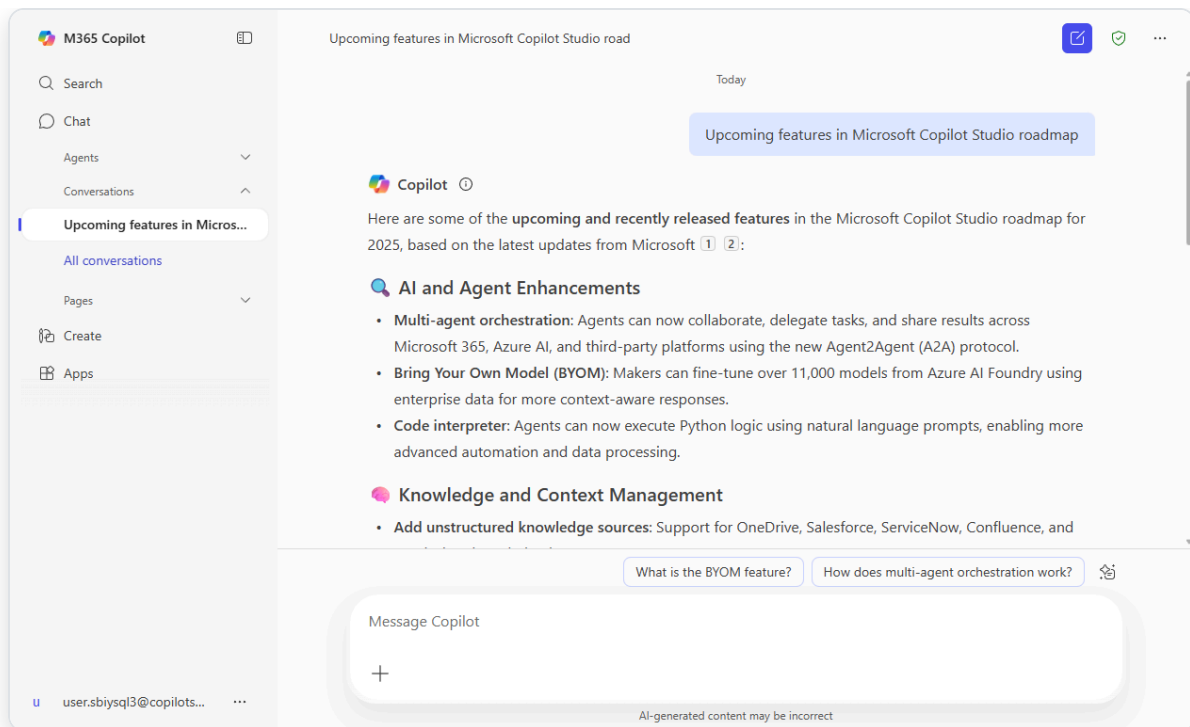 M365 Copilot
Search
Chat
Agents
Conversations
Upcoming features in Micros...
All conversations
Pages
Create
Apps
user.sbiysql3@copilots...
u
Upcoming features in Microsoft Copilot Studio road
Today
Upcoming features in Microsoft Copilot Studio roadmap
Copilot
Here are some of the upcoming and recently released features in the Microsoft Copilot Studio roadmap for
2025, based on the latest updates from Microsoft 1 2:
AI and Agent Enhancements
• Multi-agent orchestration: Agents can now collaborate, delegate tasks, and share results across
Microsoft 365, Azure AI, and third-party platforms using the new Agent2Agent (A2A) protocol.
• Bring Your Own Model (BYOM): Makers can fine-tune over 11,000 models from Azure AI Foundry using
enterprise data for more context-aware responses.
• Code interpreter: Agents can now execute Python logic using natural language prompts, enabling more
advanced automation and data processing.
Knowledge and Context Management
• Add unstructured knowledge sources: Support for OneDrive, Salesforce, ServiceNow, Confluence, and
What is the BYOM feature?
How does multi-agent orchestration work?
Message Copilot
AI-generated content may be incorrect